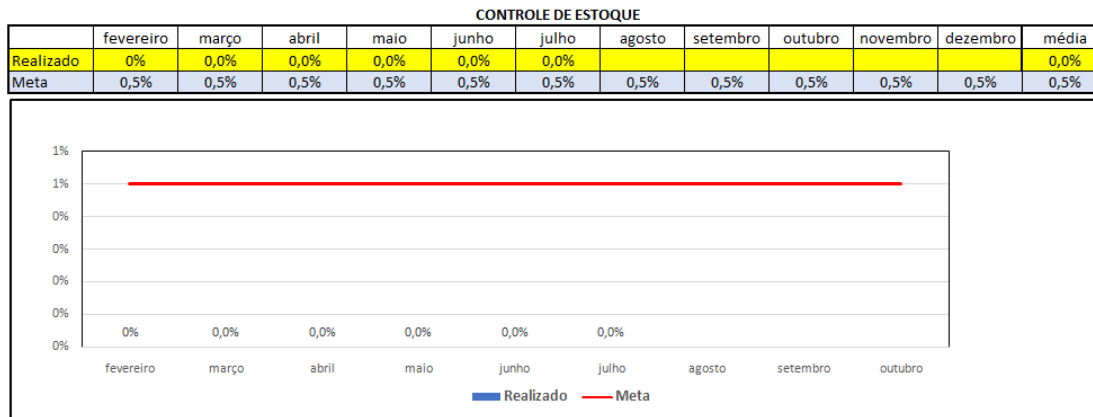 CONTROLE DE ESTOQUE
fevereiro março abril maio junho julho agosto setembro outubro novembro dezembro média
Realizado 0% 0,0% 0,0% 0,0% 0,0% 0,0% 0,0%
Meta 0,5% 0,5% 0,5% 0,5% 0,5% 0,5% 0,5% 0,5% 0,5% 0,5% 0,5% 0,5%
1%
1%
0%
0%
0%
0%
0% 0,0% 0,0% 0,0% 0,0% 0,0%
0%
fevereiro março abril maio junho julho agosto setembro outubro
Realizado Meta